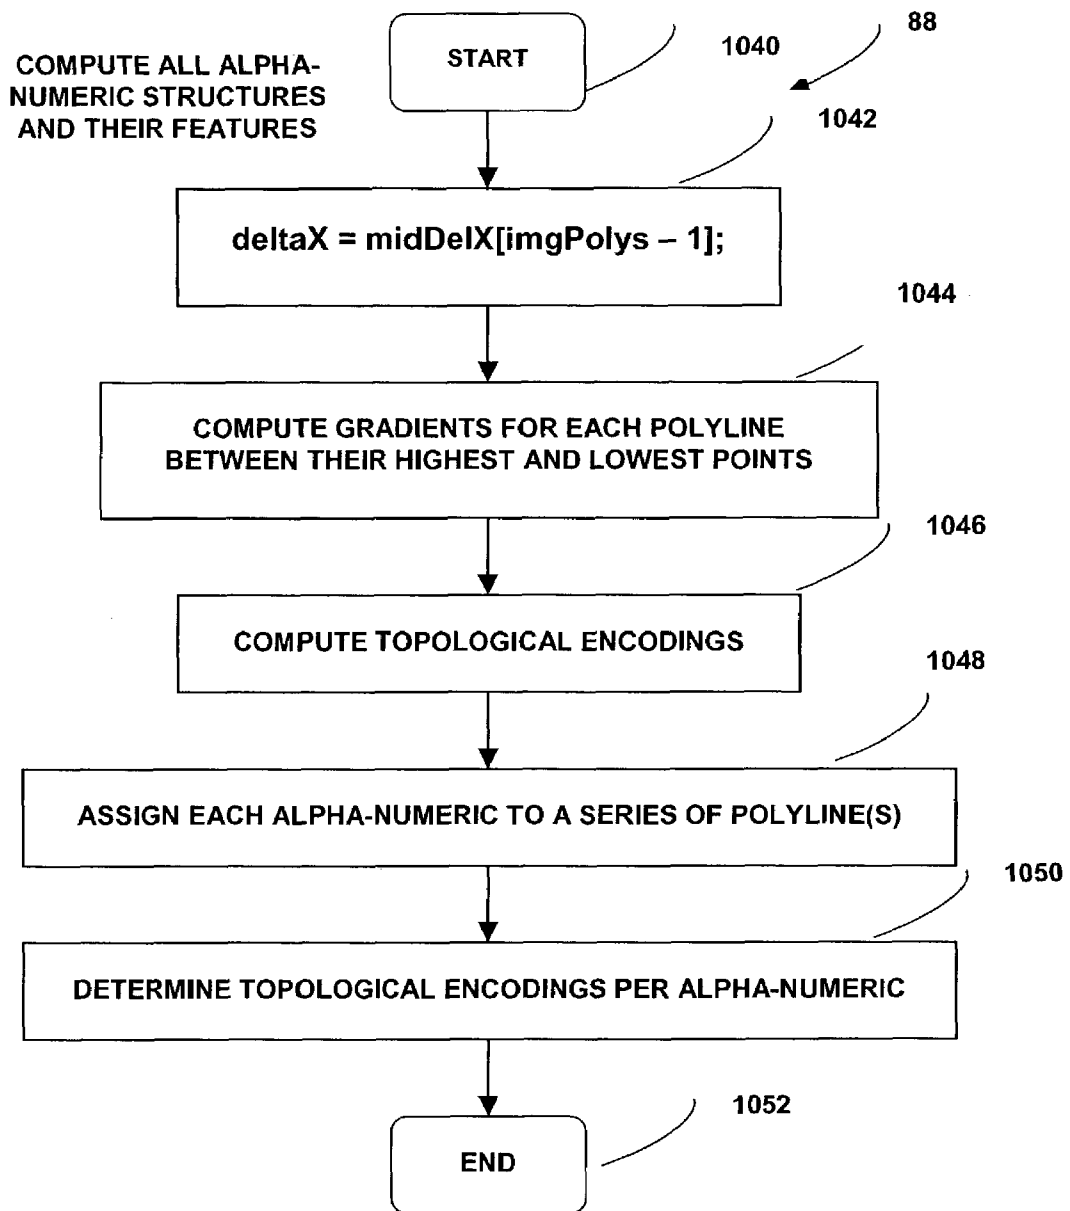 88
START
1040
COMPUTE ALL ALPHA-
NUMERIC STRUCTURES
AND THEIR FEATURES
1042
deltaX = midDelX[imgPolys – 1];
1044
COMPUTE GRADIENTS FOR EACH POLYLINE
BETWEEN THEIR HIGHEST AND LOWEST POINTS
1046
COMPUTE TOPOLOGICAL ENCODINGS
1048
ASSIGN EACH ALPHA-NUMERIC TO A SERIES OF POLYLINE(S)
1050
DETERMINE TOPOLOGICAL ENCODINGS PER ALPHA-NUMERIC
1052
END